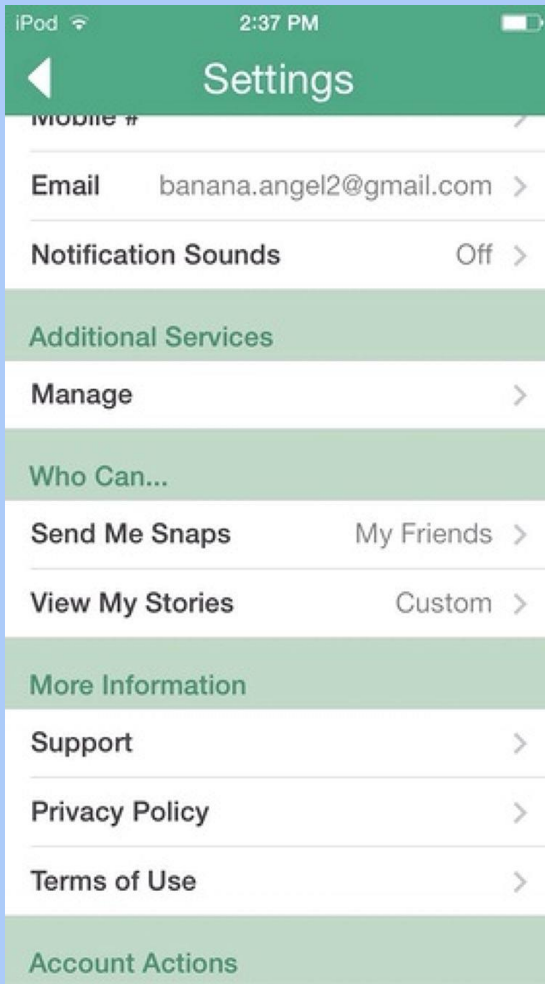 iPod 2:37 PM
Settings
Mobile #
Email banana.angel2@gmail.com
Notification Sounds Off
Additional Services
Manage
Who Can...
Send Me Snaps My Friends
View My Stories Custom
More Information
Support
Privacy Policy
Terms of Use
Account Actions